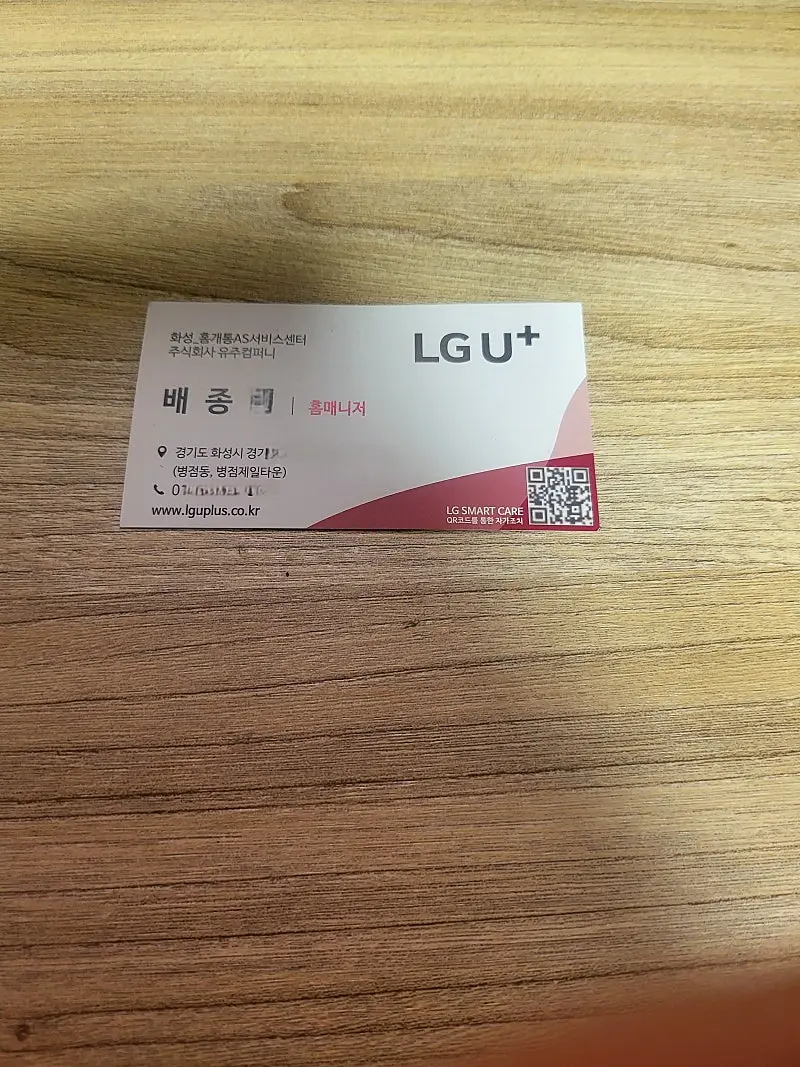 화성_홈개통AS서비스센터
주식회사 유주컴퍼니
LG U+
배 종
홈매니저
경기도 화성시
(병점동, 병점제일타운)
www.lguplus.co.kr
LG SMART CARE
QR코드를 통한 자가조치